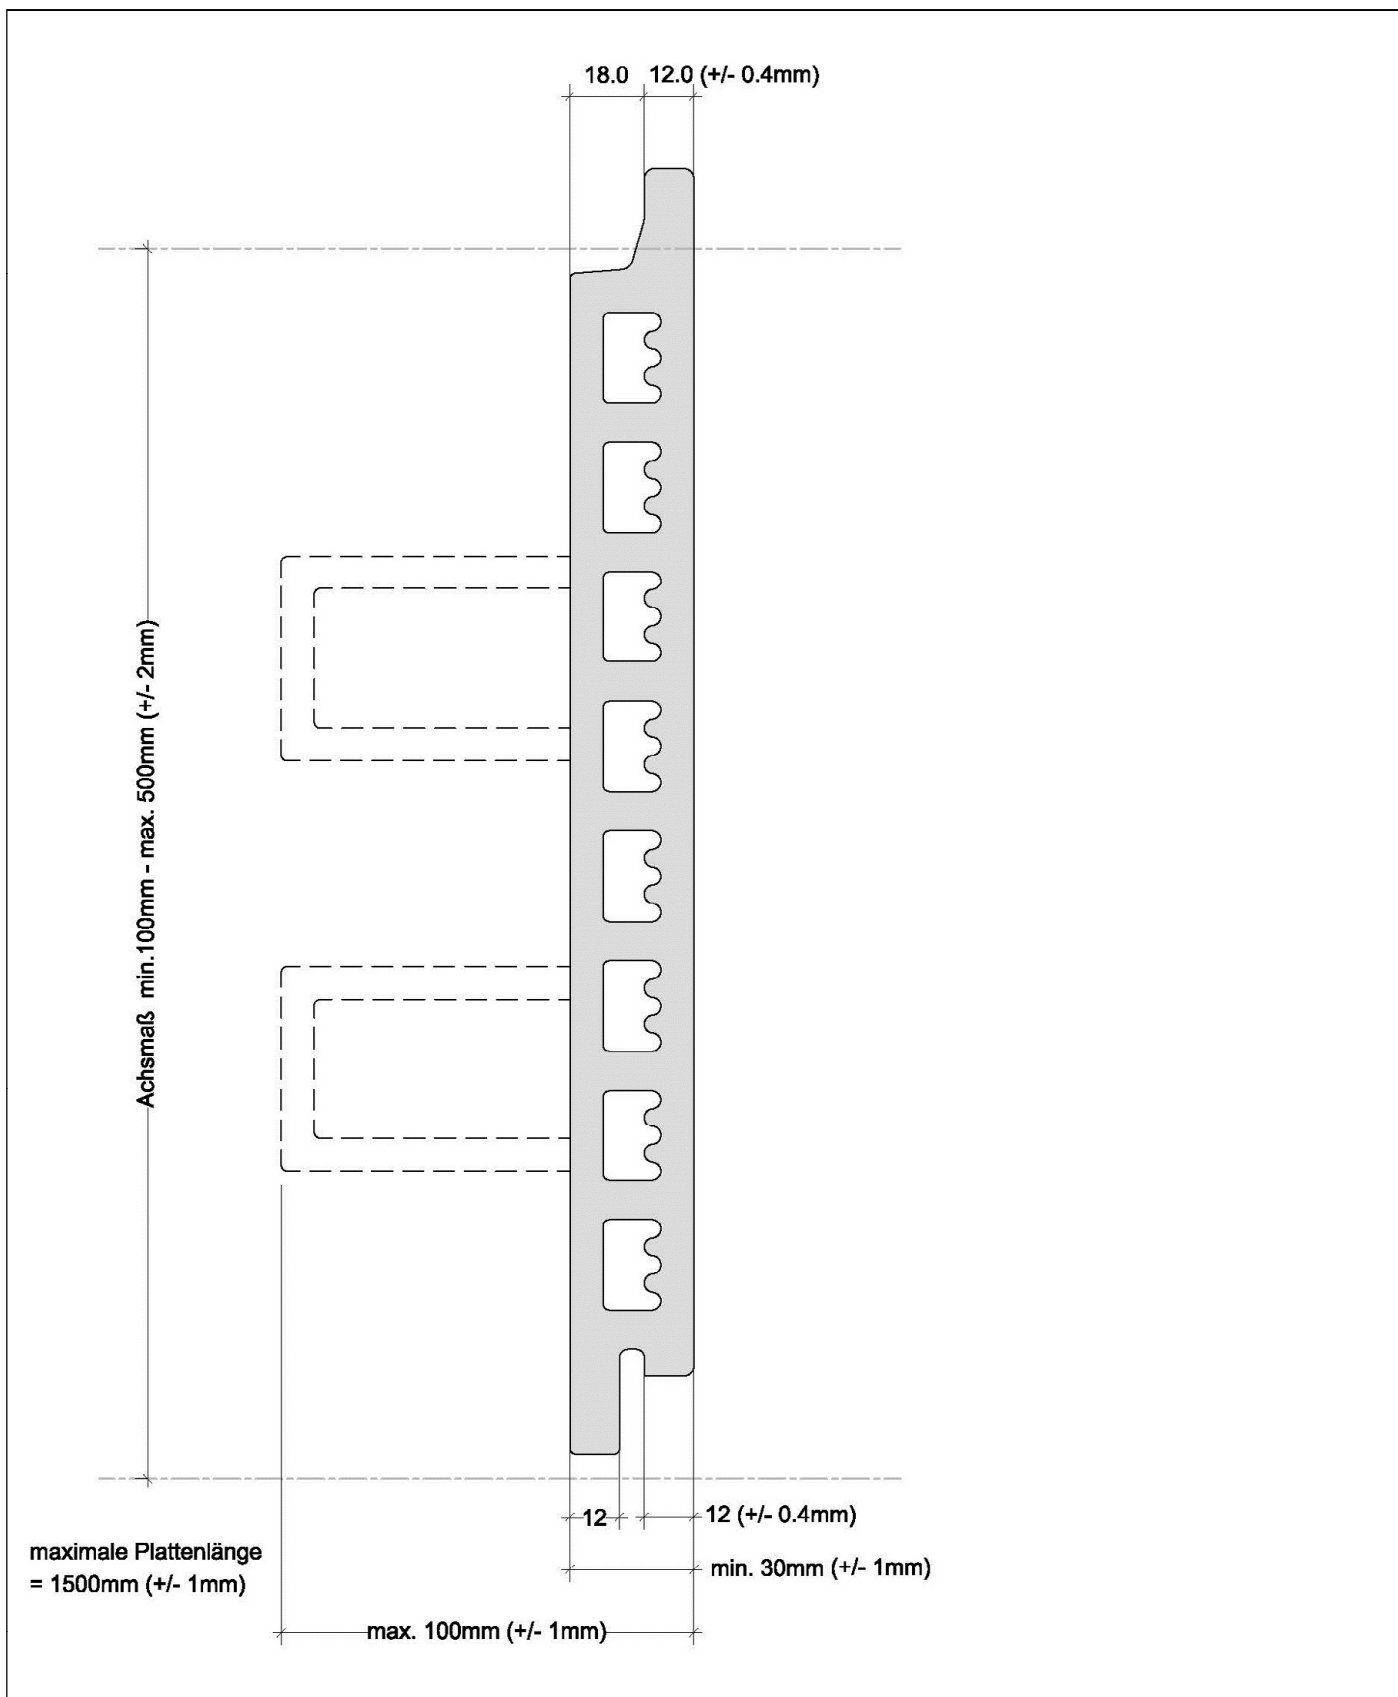 18.0
12.0 (+/- 0.4mm)
Achsmaß min.100mm - max. 500mm (+/- 2mm)
12
12 (+/- 0.4mm)
maximale Plattenlänge
= 1500mm (+/- 1mm)
min. 30mm (+/- 1mm)
max. 100mm (+/- 1mm)